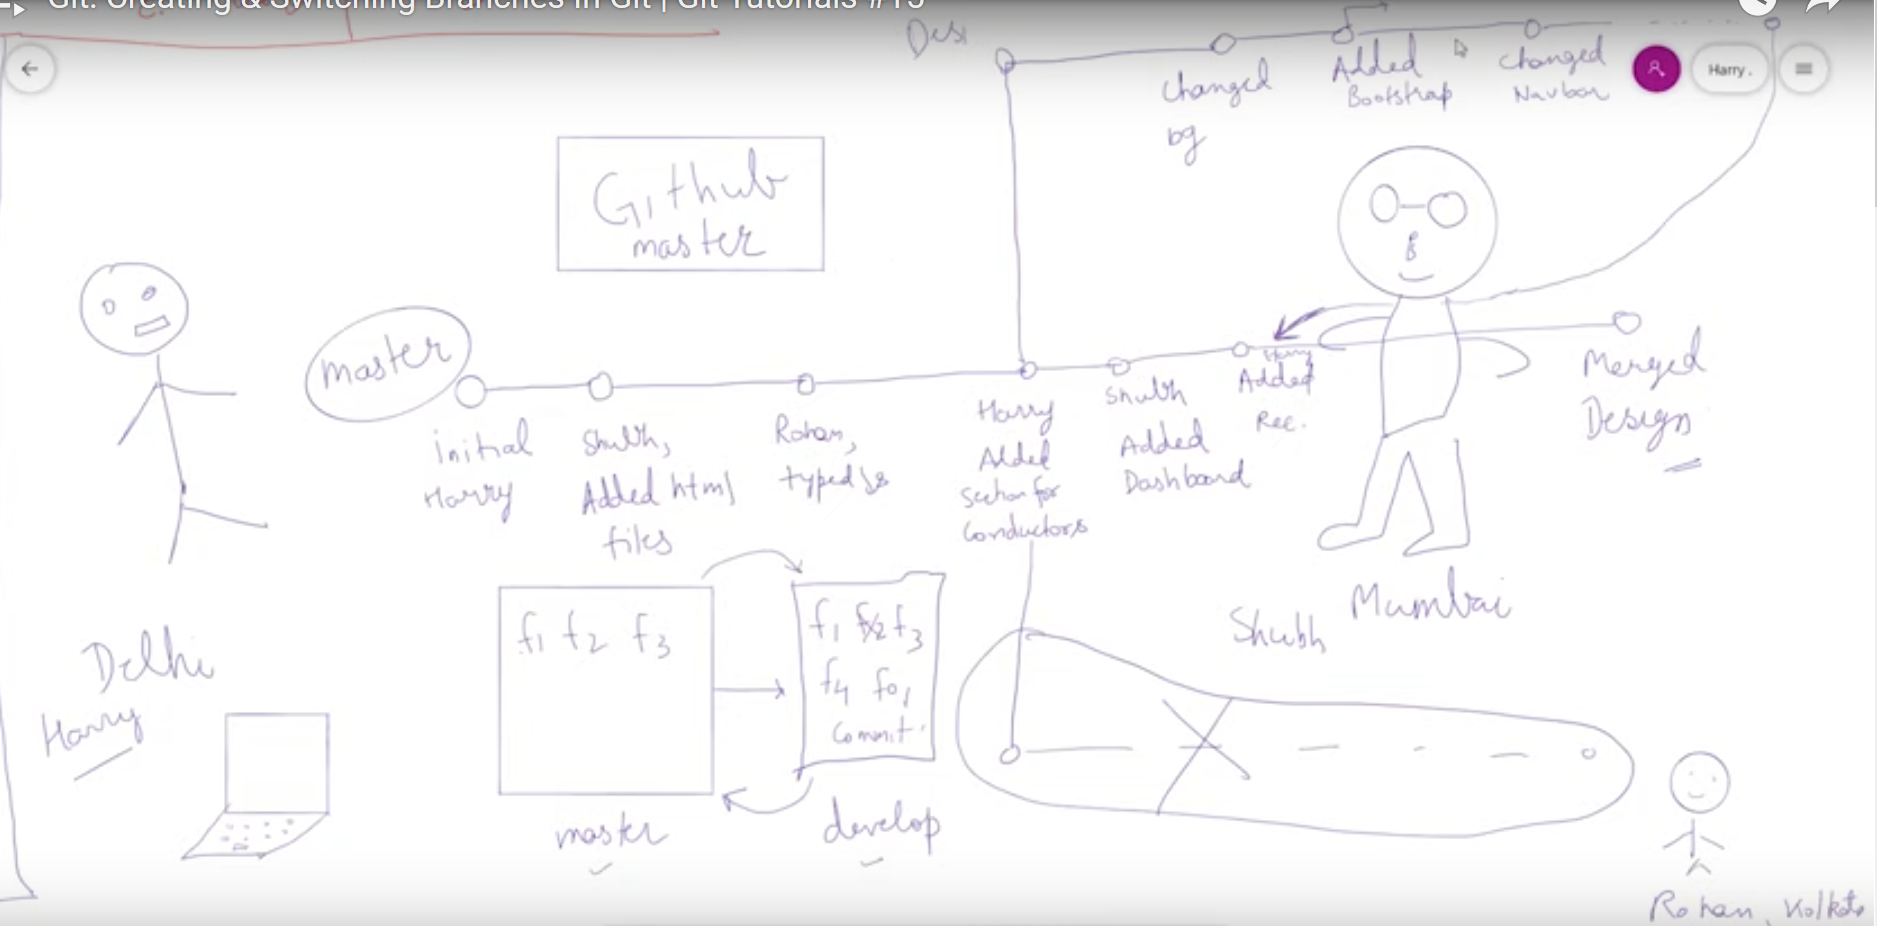 Git: Creating & Switching Branches in Git | Git Tutorials #15
Desi
Changed
bg
Added
Bootstrap
Changed
Navbar
Harry .
Github
master
master
initial
Harry
Shubh,
Added html
files
Rohan,
typed js
Harry
Added
Section for
Conductors
Shubh
Added
Dashboard
Harry
Added
Rec.
Merged
Design
Delhi
Harry
f1 f2 f3
master
f1 f2 f3
f4 f01
Commit
develop
Shubh
Mumbai
Rohan, Kolkata